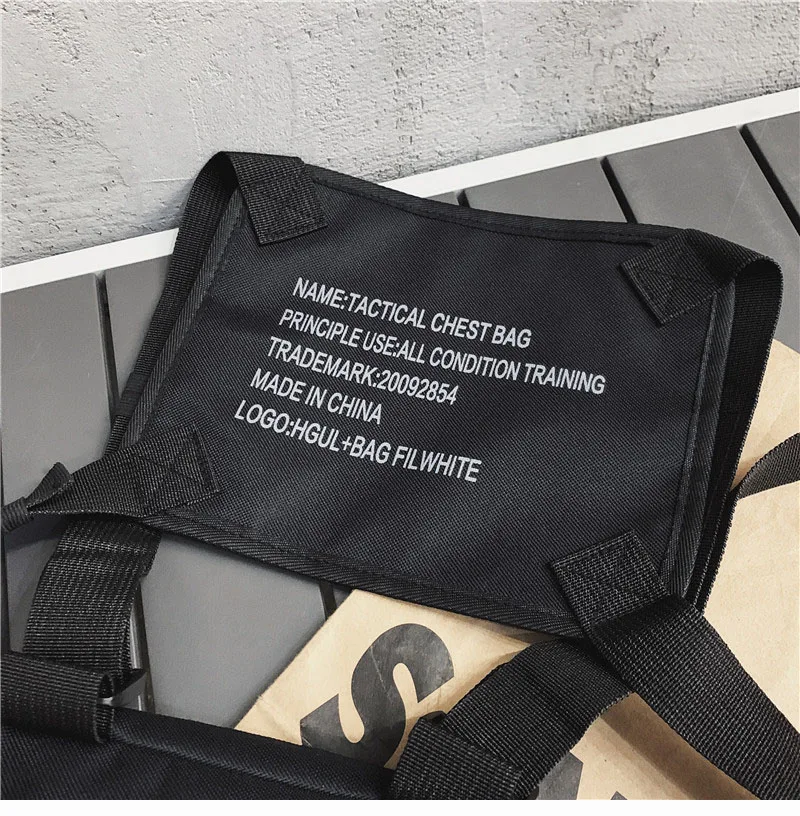 NAME:TACTICAL CHEST BAG
PRINCIPLE USE:ALL CONDITION TRAINING
TRADEMARK:20092854
MADE IN CHINA
LOGO:HGUL+BAG FILWHITE
S